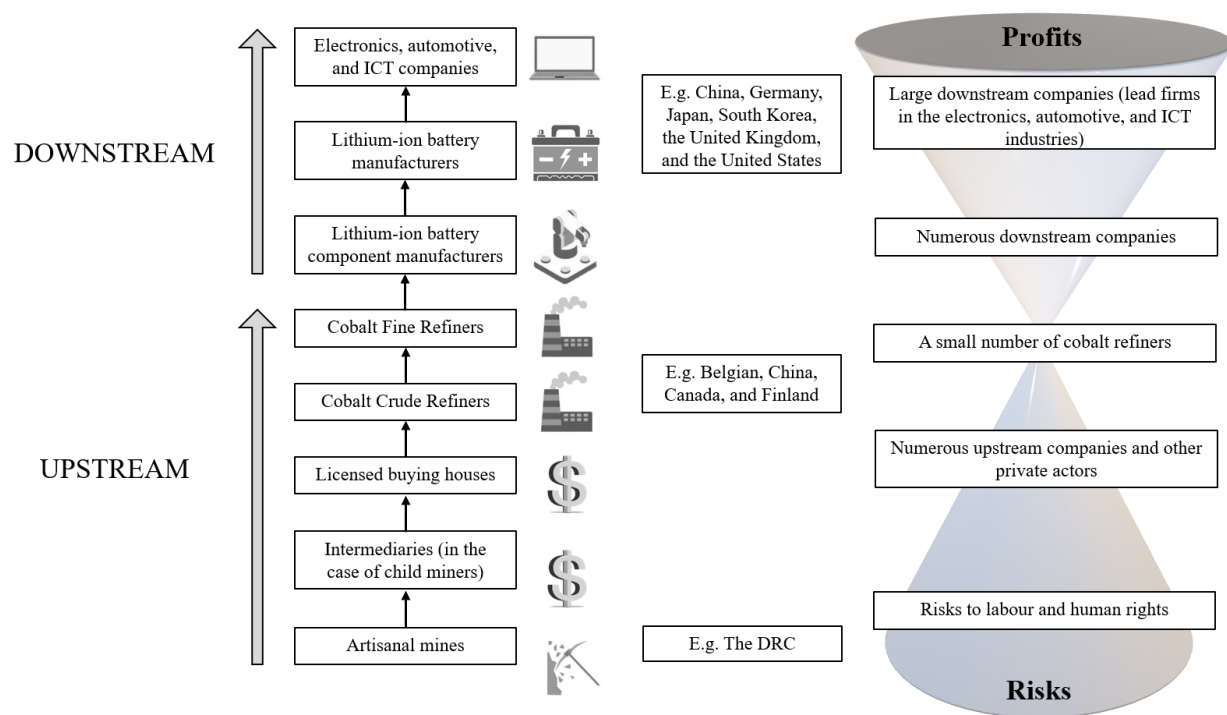 DOWNSTREAM
UPSTREAM
Electronics, automotive,
and ICT companies
Lithium-ion battery
manufacturers
Lithium-ion battery
component manufacturers
Cobalt Fine Refiners
Cobalt Crude Refiners
Licensed buying houses
Intermediaries (in the
case of child miners)
Artisanal mines
E.g. China, Germany,
Japan, South Korea,
the United Kingdom,
and the United States
E.g. Belgian, China,
Canada, and Finland
E.g. The DRC
Profits
Large downstream companies (lead firms
in the electronics, automotive, and ICT
industries)
Numerous downstream companies
A small number of cobalt refiners
Numerous upstream companies and other
private actors
Risks to labour and human rights
Risks